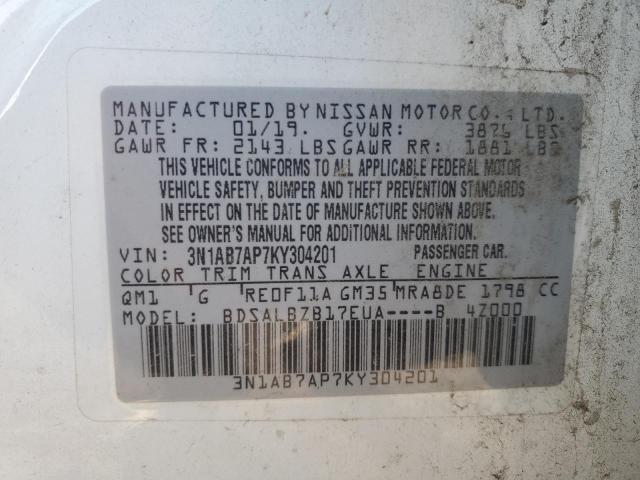 MANUFACTURED BY NISSAN MOTOR CO., LTD.
DATE: 01/19. GVWR: 3876 LBS
GAWR FR: 2143 LBS GAWR RR: 1881 LBS
THIS VEHICLE CONFORMS TO ALL APPLICABLE FEDERAL MOTOR
VEHICLE SAFETY, BUMPER AND THEFT PREVENTION STANDARDS
IN EFFECT ON THE DATE OF MANUFACTURE SHOWN ABOVE.
SEE OWNER'S MANUAL FOR ADDITIONAL INFORMATION.
VIN: 3N1AB7AP7KY304201 PASSENGER CAR.
COLOR TRIM TRANS AXLE ENGINE
QM1 G RE0F11A GM35 MRA8DE 1798 CC
MODEL: BDSALBZB17EUA----B 4Z000
3N1AB7AP7KY304201